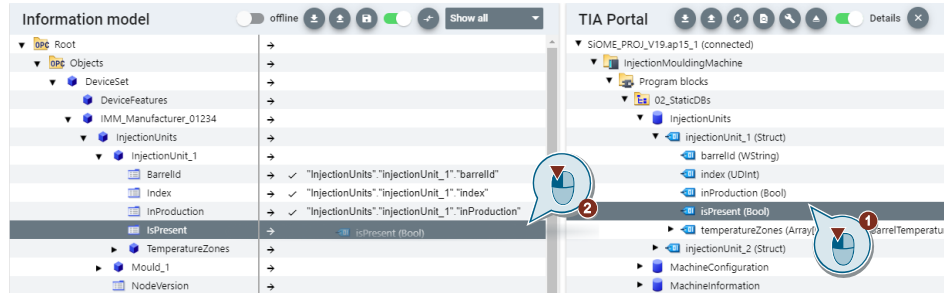 Information model
offline
Show all
OPC Root
OPC Objects
DeviceSet
DeviceFeatures
IMM_Manufacturer_01234
InjectionUnits
InjectionUnit_1
BarrelId "InjectionUnits"."injectionUnit_1"."barrelId"
Index "InjectionUnits"."injectionUnit_1"."index"
InProduction "InjectionUnits"."injectionUnit_1"."inProduction"
IsPresent isPresent (Bool)
TemperatureZones
Mould_1
NodeVersion
2
TIA Portal
Details
SiOME_PROJ_V19.ap15_1 (connected)
InjectionMouldingMachine
Program blocks
02_StaticDBs
InjectionUnits
injectionUnit_1 (Struct)
barrelId (WString)
index (UDInt)
inProduction (Bool)
isPresent (Bool)
temperatureZones (Array[ BarrelTemperatu
injectionUnit_2 (Struct)
MachineConfiguration
MachineInformation
1